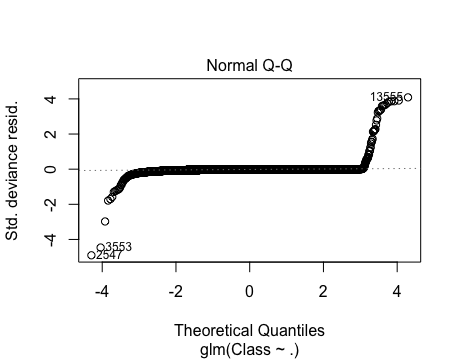 Normal Q-Q
Std. deviance resid.
4
2
0
-2
-4
13555
3553
2547
-4 -2 0 2 4
Theoretical Quantiles
glm(Class ~ .)